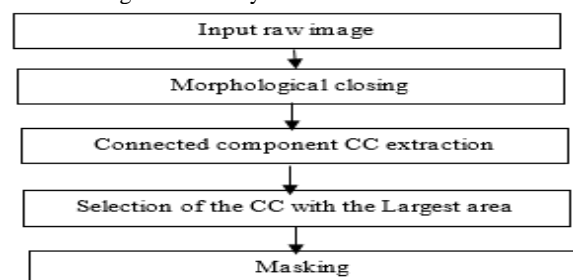 Input raw image
Morphological closing
Connected component CC extraction
Selection of the CC with the Largest area
Masking